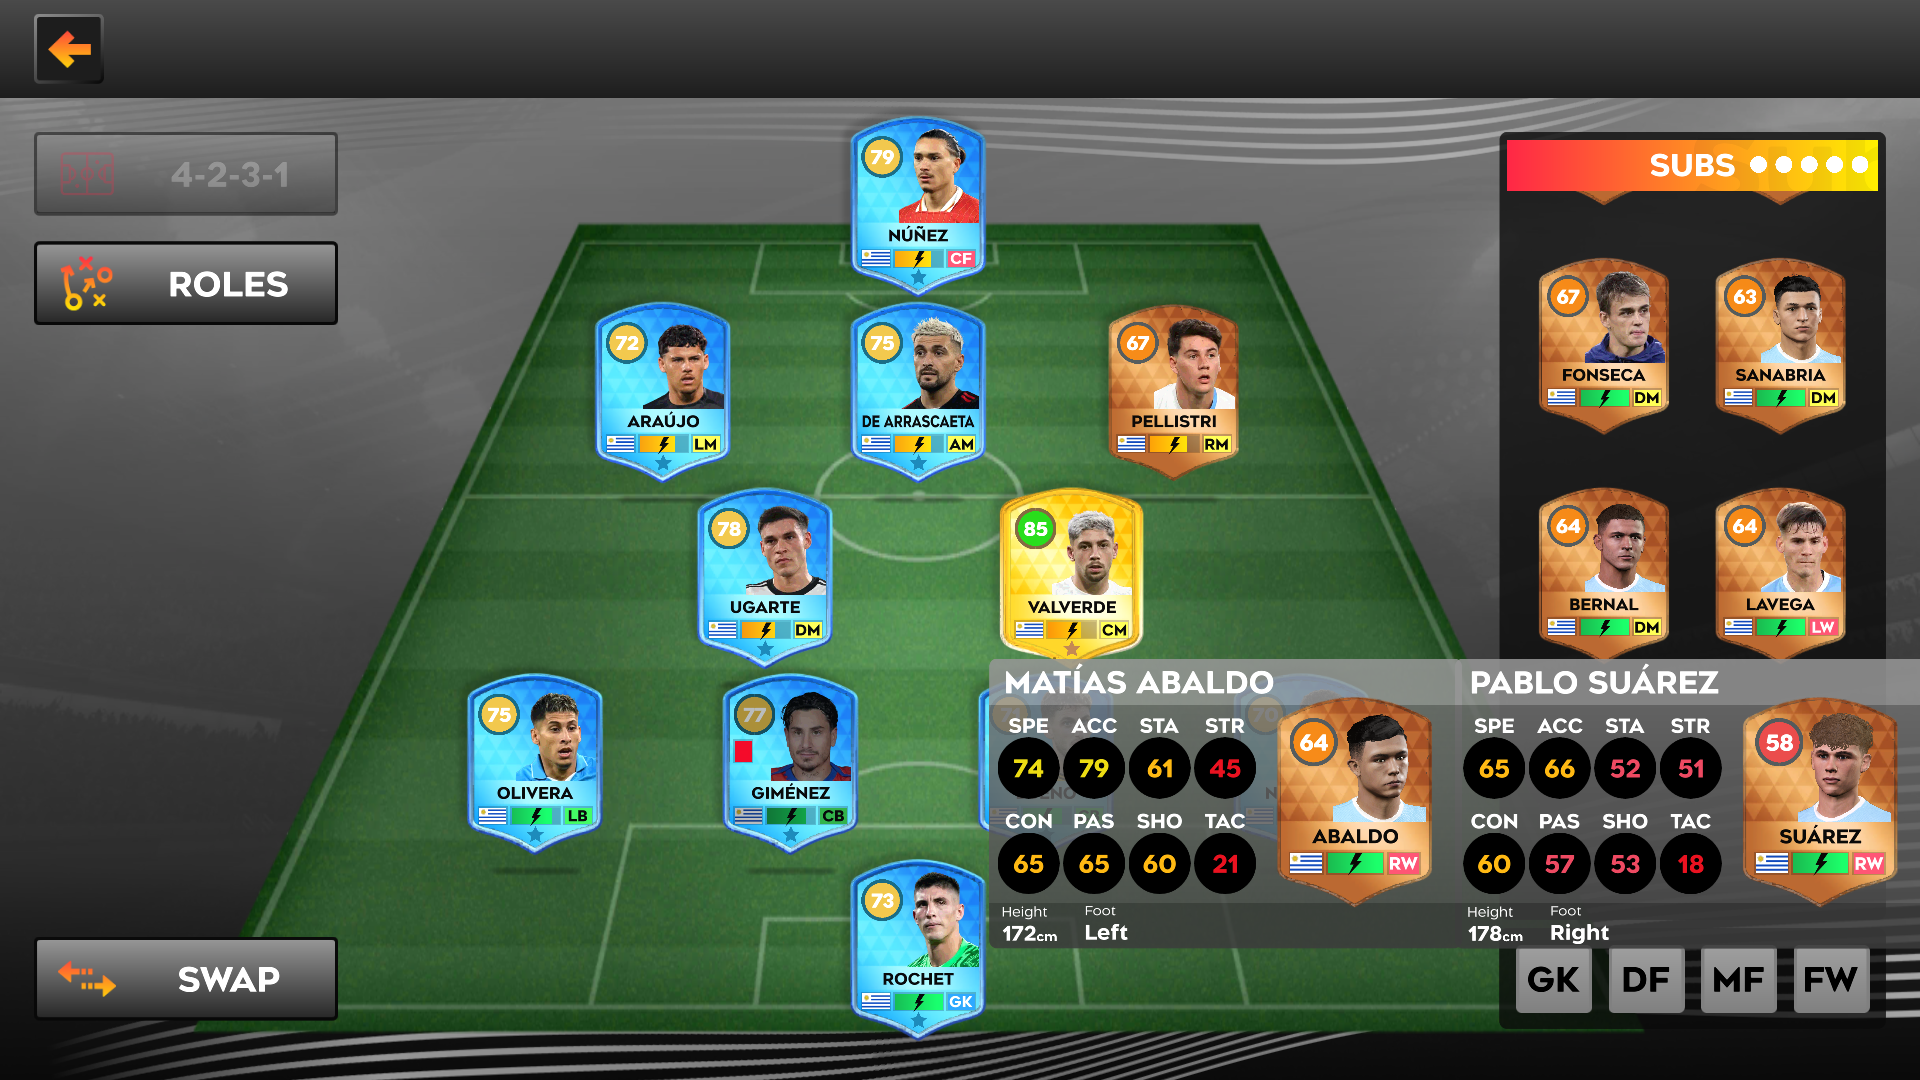 4-2-3-1
ROLES
SUBS
79
NÚÑEZ
CF
72
ARAÚJO
LM
75
DE ARRASCAETA
AM
67
PELLISTRI
RM
67
FONSECA
DM
63
SANABRIA
DM
78
UGARTE
DM
85
VALVERDE
CM
64
BERNAL
DM
64
LAVEGA
LW
75
OLIVERA
LB
77
GIMÉNEZ
CB
MATÍAS ABALDO
SPE ACC STA STR
74 79 61 45
CON PAS SHO TAC
65 65 60 21
Height Foot
172cm Left
64
ABALDO
RW
PABLO SUÁREZ
SPE ACC STA STR
65 66 52 51
CON PAS SHO TAC
60 57 53 18
Height Foot
178cm Right
58
SUÁREZ
RW
73
ROCHET
GK
SWAP
GK DF MF FW